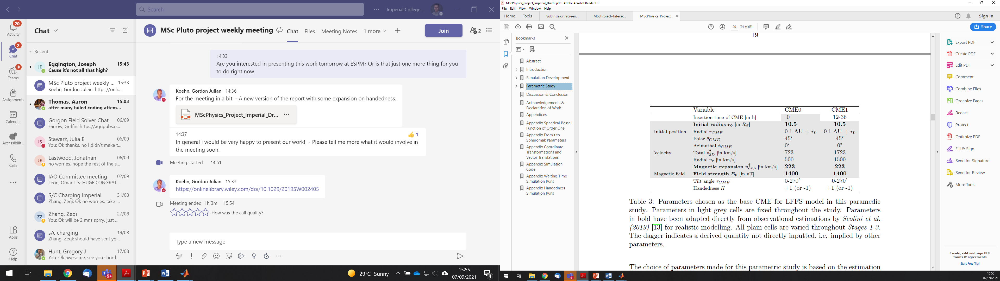 Search
Imperial College ...
20
Activity
2
Chat
Teams
Assignments
Calendar
Accessibilit...
Calls
Apps
Help
Chat
Recent
JE
Eggington, Joseph 15:43
Cause it's not all that high?
MSc Pluto project weekly ... 15:33
Koehn, Gordon Julian: https://onli...
Thomas, Aaron 15:03
after many failed coding attem...
Gorgon Field Solver Chat 06/09
Farrow, Griffin: https://agupubs.o...
JS
Stawarz, Julia E 06/09
You: Ok thanks, no I didn't make t...
JE
Eastwood, Jonathan 06/09
no worries. hope the rest of the s...
IAO Committee meeting 02/09
Leon, Omar T S: HUGE CONGRAT...
S/C Charging Imperial 31/08
Zhang, Zeqi: Ok no worries, take ...
ZZ
Zhang, Zeqi 27/08
You: Ok will be 2 mns sorry, just ...
s/c charging 19/08
Zhang, Zeqi: should have sent yo...
Hunt, Gregory J 17/08
You: Ok awesome, see you shortl...
MSc Pluto project weekly meeting Chat Files Meeting Notes 1 more Join 2
14:33
Are you interested in presenting this work tomorrow at ESPM? Or is that just one more thing for you
to do right now..
Koehn, Gordon Julian 14:36
For the meeting in a bit. - A new version of the report with some expansion on handedness.
MScPhysics_Project_Imperial_Dr... ...
14:37 1
In general I would be very happy to present our work! - Please tell me more what it would involve in
the meeting soon.
Meeting started 14:51
Koehn, Gordon Julian 15:33
https://onlinelibrary.wiley.com/doi/10.1029/2019SW002405
Meeting ended 1h 3m 15:54
How was the call quality?
Type a new message
9+
29°C Sunny
15:55
07/09/2021
4
MScPhysics_Project_Imperial_Draft2.pdf - Adobe Acrobat Reader DC
File Edit View Window Help
Home Tools Submission_screen.... MScProject-Interac... MScPhysics_Project... × Sign In
20 (24 of 68) Share
Bookmarks
Abstract
Introduction
Simulation Development
Parametric Study
Discussion & Conclusion
Acknowledgements &
Declaration of Work
Appendices
Appendix Spherical Bessel
Function of Order One
Appendix From t to
Spheromak Parameters
Appendix Coordinate
Transformations and
Vector Translations
Appendix Simulation
Code
Appendix Waiting Time
Simulation Runs
Appendix Handedness
Simulation Runs
19
Variable CME0 CME1
Insertion time of CME [in h] 0 12-36
Initial radius r₀ [in R_S] 10.5 10.5
Initial position Radial r_CME 0.1 AU + r₀ 0.1 AU + r₀
Polar θ_CME 45° 45°
Azimuthal ϕ_CME 0° 0°
Velocity Total v†_3D [in km/s] 723 1723
Radial v_r [in km/s] 500 1500
Magnetic expansion v†_exp [in km/s] 223 223
Magnetic field Field strength B₀ [in nT] 1400 1400
Tilt angle τ_CME 0-270° 0-270°
Handedness H +1 (or -1) +1 (or -1)
Table 3: Parameters chosen as the base CME for LFFS model in this paramedic
study. Parameters in light grey cells are fixed throughout the study. Parameters
in bold have been adapted directly from observational estimations by Scolini et al.
(2019) [13] for realistic modelling. All plain cells are varied throughout Stages 1-3.
The dagger indicates a derived quantity not directly inputted, i.e. implied by other
parameters.
The choice of parameters made for this parametric study is based on the estimation
Export PDF
Create PDF
Edit PDF
Comment
Combine Files
Organize Pages
Redact
Protect
Optimize PDF
Fill & Sign
Send for Signature
Send for Review
More Tools
Create, edit and sign PDF
forms & agreements
Start Free Trial
9+
15:55
07/09/2021